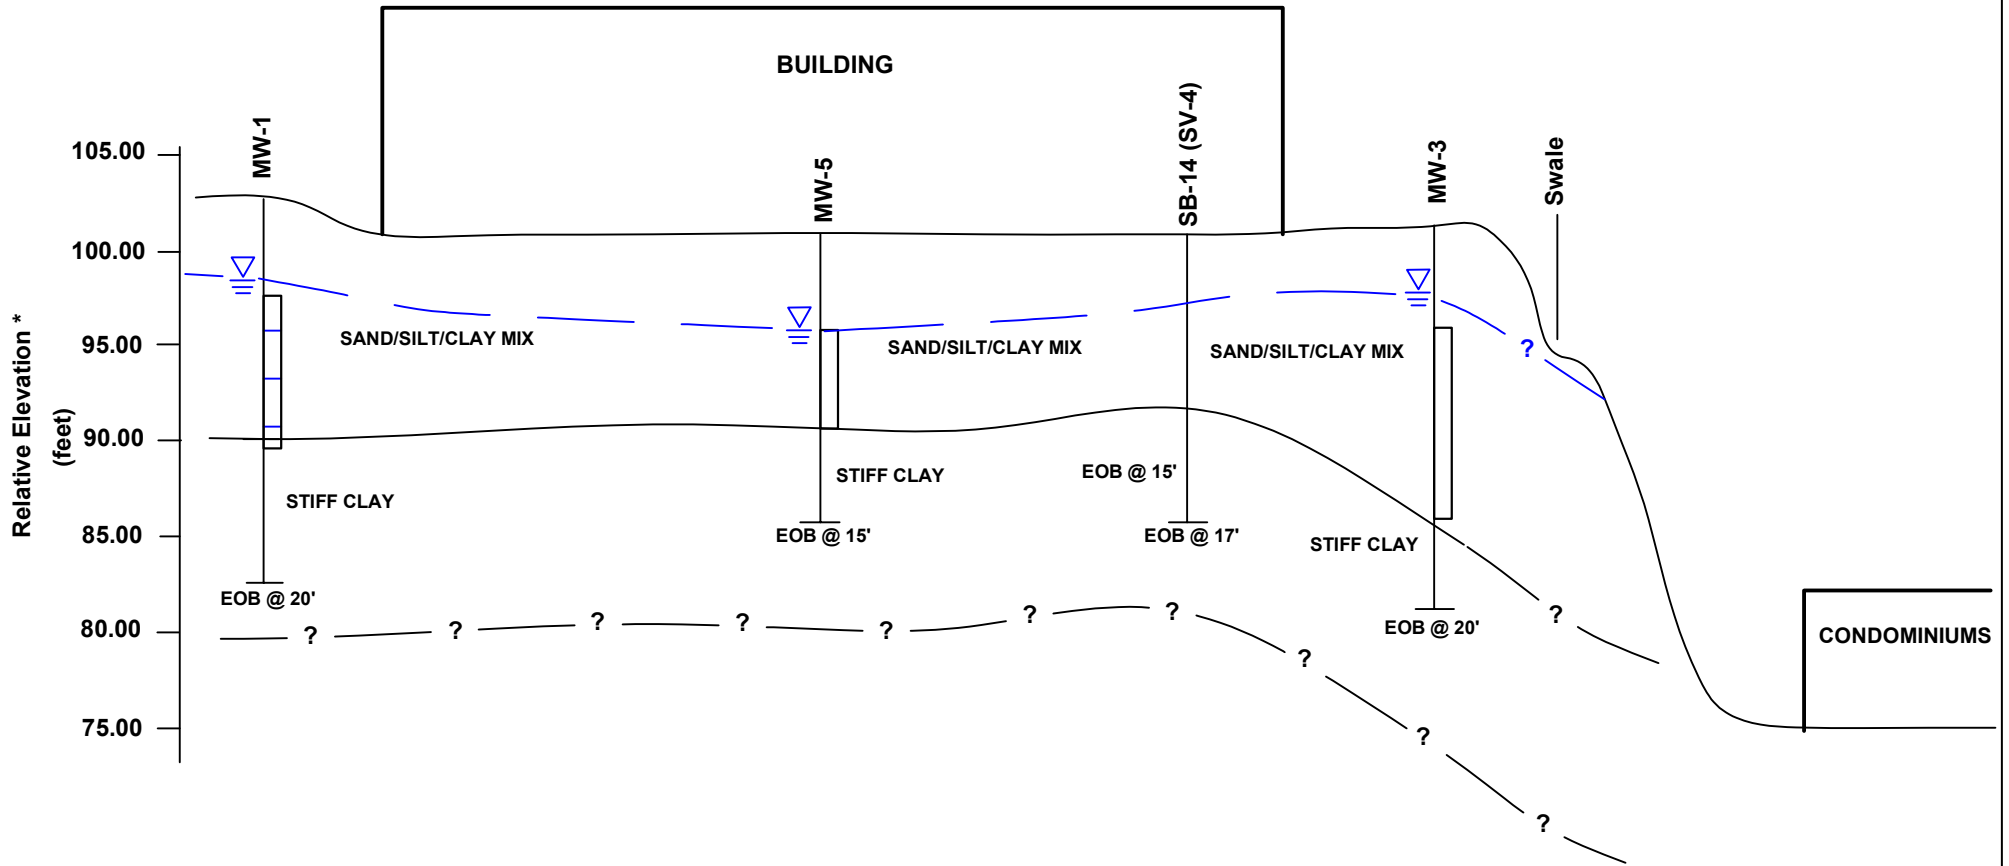 BUILDING
MW-1
MW-5
SB-14 (SV-4)
MW-3
Swale
105.00
100.00
95.00
90.00
85.00
80.00
75.00
Relative Elevation *
(feet)
SAND/SILT/CLAY MIX
SAND/SILT/CLAY MIX
SAND/SILT/CLAY MIX
?
STIFF CLAY
STIFF CLAY
EOB @ 15'
EOB @ 15'
EOB @ 17'
STIFF CLAY
EOB @ 20'
EOB @ 20'
?
? ? ? ? ? ? ?
?
?
?
CONDOMINIUMS